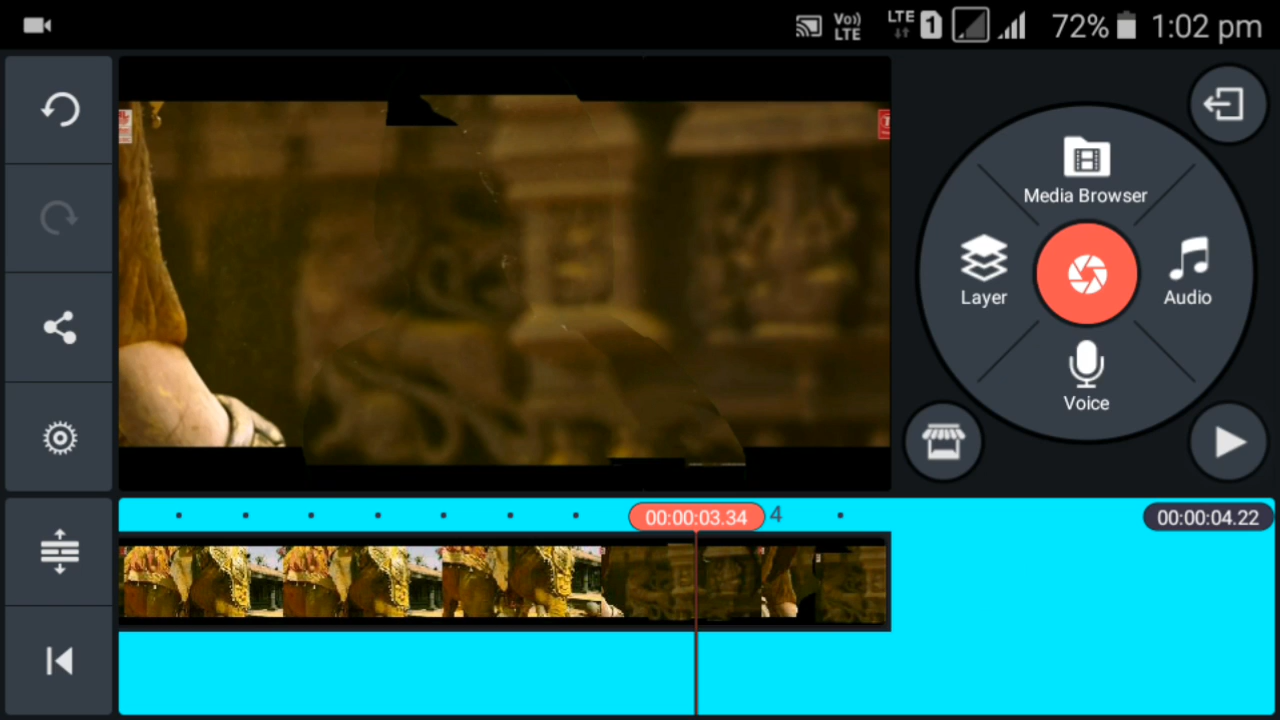 Vo))
LTE
LTE
1
72%
1:02 pm
Media Browser
Layer
Audio
Voice
00:00:03.34
4
00:00:04.22